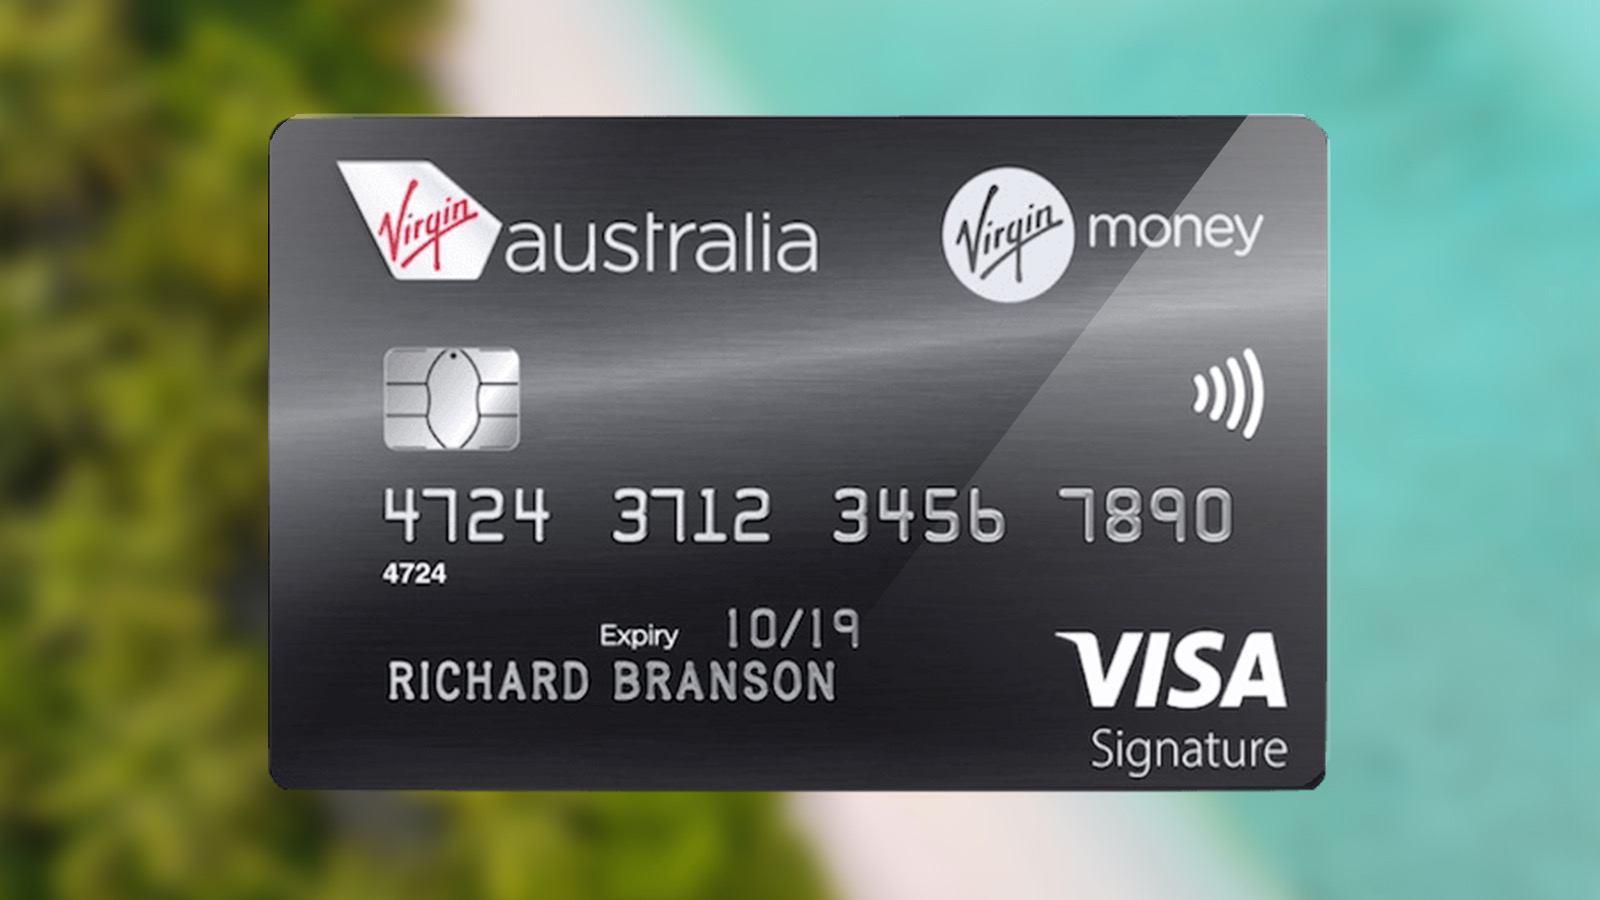 Virgin australia
Virgin money
4724 3712 3456 7890
4724
Expiry 10/19
RICHARD BRANSON
VISA
Signature